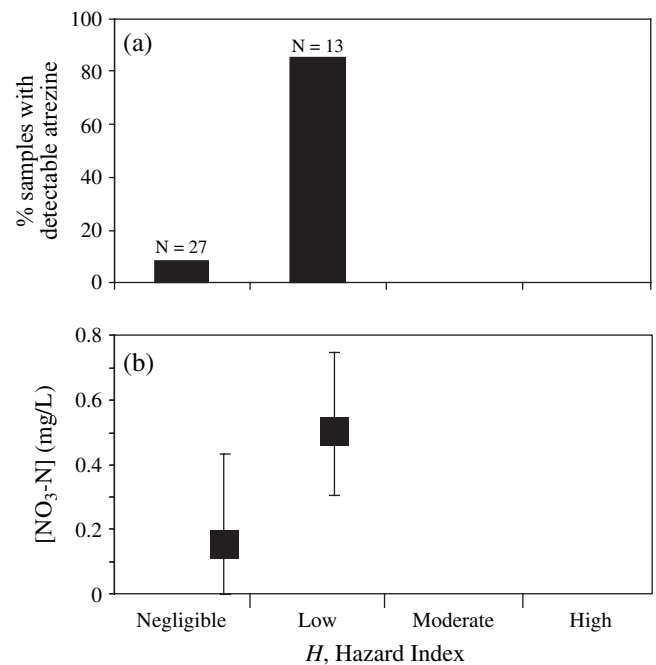 100
(a)
N = 13
80
60
40
N = 27
20
0
% samples with
detectable atrezine
0.8
(b)
0.6
0.4
0.2
0
[NO₃-N] (mg/L)
Negligible Low Moderate High
H, Hazard Index